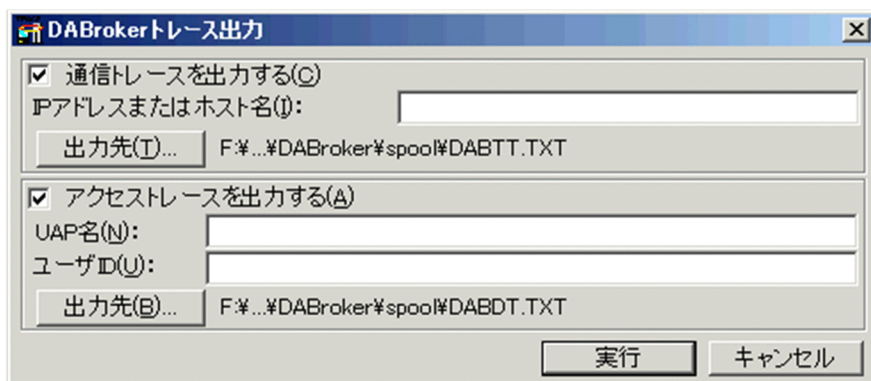 DABrokerトレース出力
通信トレースを出力する(C)
IPアドレスまたはホスト名(I):
出力先(T)... F:¥...¥DABroker¥spool¥DABTT.TXT
アクセストレースを出力する(A)
UAP名(N):
ユーザID(U):
出力先(B)... F:¥...¥DABroker¥spool¥DABDT.TXT
実行 キャンセル